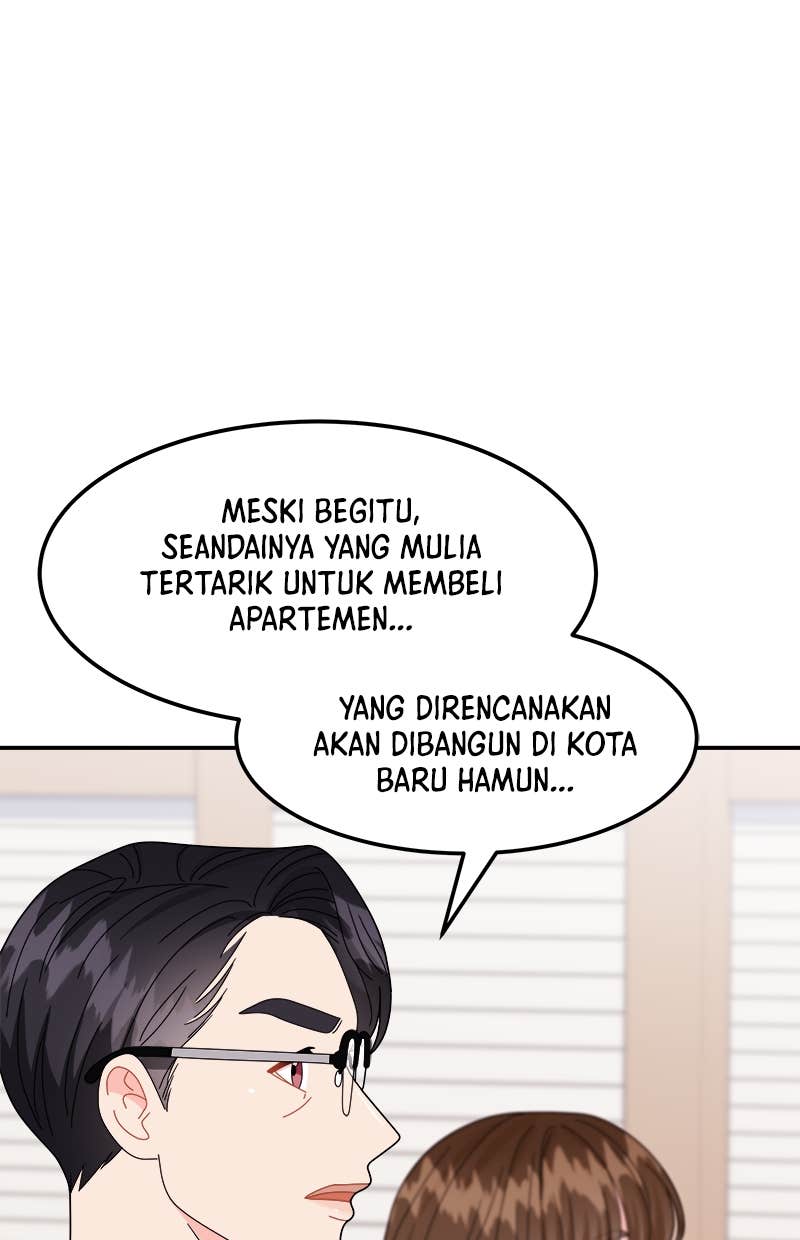 MESKI BEGITU,
SEANDAINYA YANG MULIA
TERTARIK UNTUK MEMBELI
APARTEMEN...
YANG DIRENCANAKAN
AKAN DIBANGUN DI KOTA
BARU HAMUN...